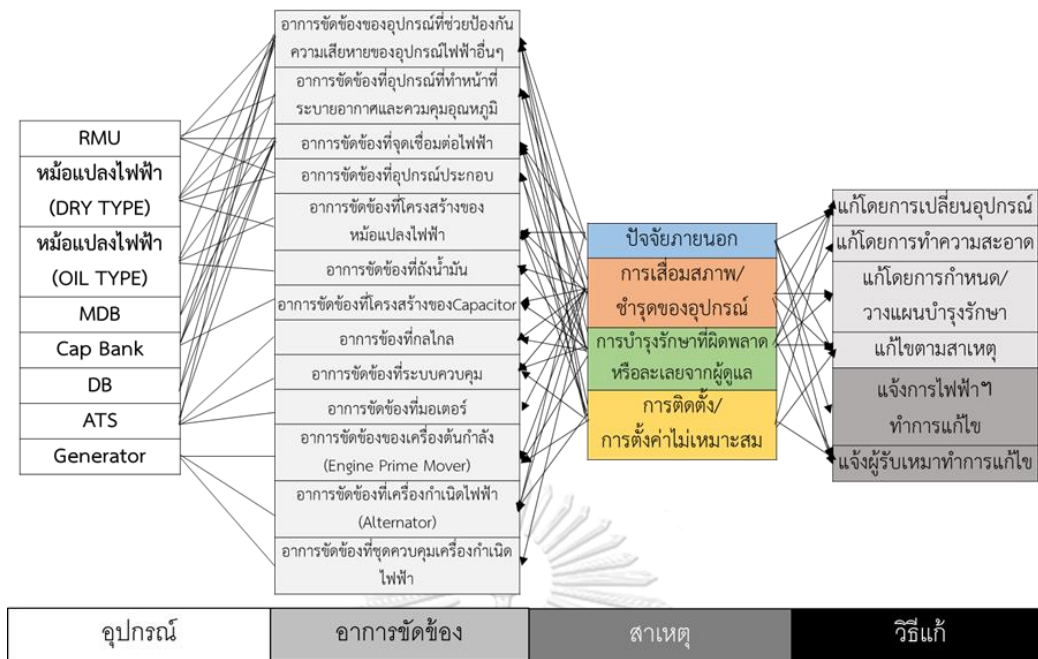 RMU
หม้อแปลงไฟฟ้า
(DRY TYPE)
หม้อแปลงไฟฟ้า
(OIL TYPE)
MDB
Cap Bank
DB
ATS
Generator
อาการขัดข้องของอุปกรณ์ที่ช่วยป้องกัน
ความเสียหายของอุปกรณ์ไฟฟ้าอื่นๆ
อาการขัดข้องที่อุปกรณ์ที่ทำหน้าที่
ระบายอากาศและควมคุมอุณหภูมิ
อาการขัดข้องที่จุดเชื่อมต่อไฟฟ้า
อาการขัดข้องที่อุปกรณ์ประกอบ
อาการขัดข้องที่โครงสร้างของ
หม้อแปลงไฟฟ้า
อาการขัดข้องที่ถังน้ำมัน
อาการขัดข้องที่โครงสร้างของCapacitor
อาการข้องที่กลไกล
อาการขัดข้องที่ระบบควบคุม
อาการขัดข้องที่มอเตอร์
อาการขัดข้องของเครื่องต้นกำลัง
(Engine Prime Mover)
อาการขัดข้องที่เครื่องกำเนิดไฟฟ้า
(Alternator)
อาการขัดข้องที่ชุดควบคุมเครื่องกำเนิด
ไฟฟ้า
ปัจจัยภายนอก
การเสื่อมสภาพ/
ชำรุดของอุปกรณ์
การบำรุงรักษาที่ผิดพลาด
หรือละเลยจากผู้ดูแล
การติดตั้ง/
การตั้งค่าไม่เหมาะสม
แก้โดยการเปลี่ยนอุปกรณ์
แก้โดยการทำความสะอาด
แก้โดยการกำหนด/
วางแผนบำรุงรักษา
แก้ไขตามสาเหตุ
แจ้งการไฟฟ้าฯ
ทำการแก้ไข
แจ้งผู้รับเหมาทำการแก้ไข
อุปกรณ์
อาการขัดข้อง
สาเหตุ
วิธีแก้